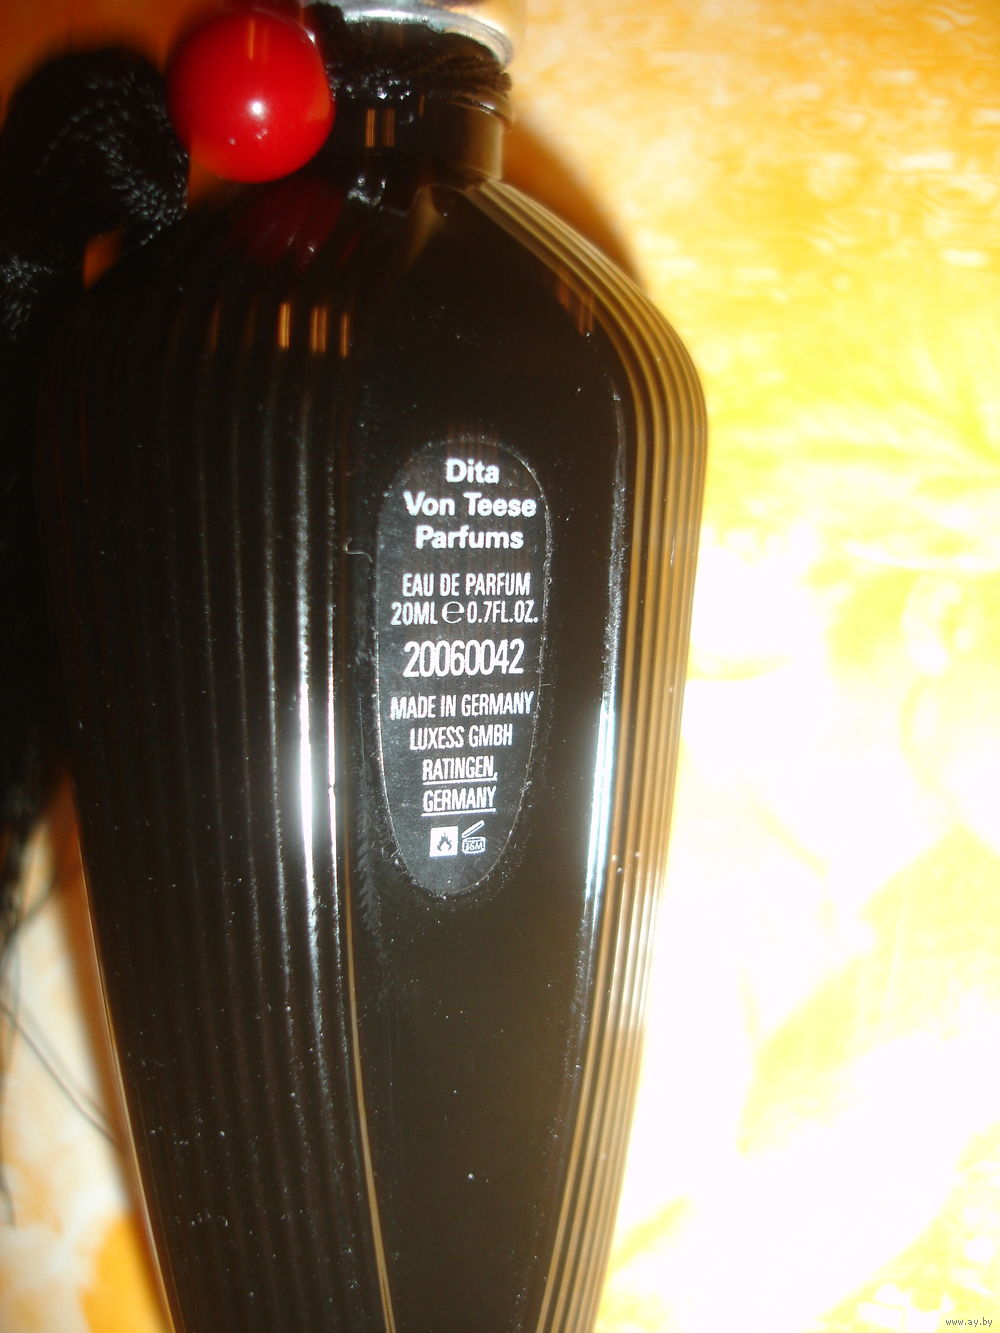 Dita
Von Teese
Parfums
EAU DE PARFUM
20ML ℮ 0.7FL.OZ.
20060042
MADE IN GERMANY
LUXESS GMBH
RATINGEN,
GERMANY
36M
www.ay.by